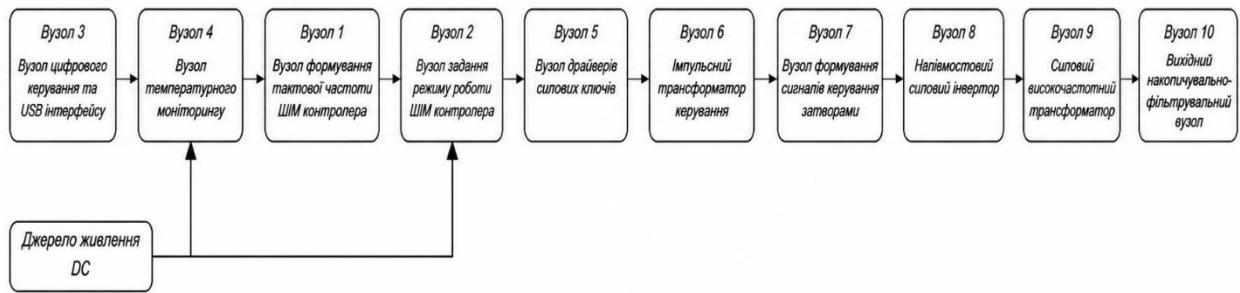 Вузол 3
Вузол цифрового
керування та
USB інтерфейсу
Вузол 4
Вузол
температурного
моніторингу
Вузол 1
Вузол формування
тактової частоти
ШІМ контролера
Вузол 2
Вузол задання
режиму роботи
ШІМ контролера
Вузол 5
Вузол драйверів
силових ключів
Вузол 6
Імпульсний
трансформатор
керування
Вузол 7
Вузол формування
сигналів керування
затворами
Вузол 8
Напівмостовий
силовий інвертор
Вузол 9
Силовий
високочастотний
трансформатор
Вузол 10
Вихідний
накопичувально-
фільтрувальний
вузол
Джерело живлення
DC